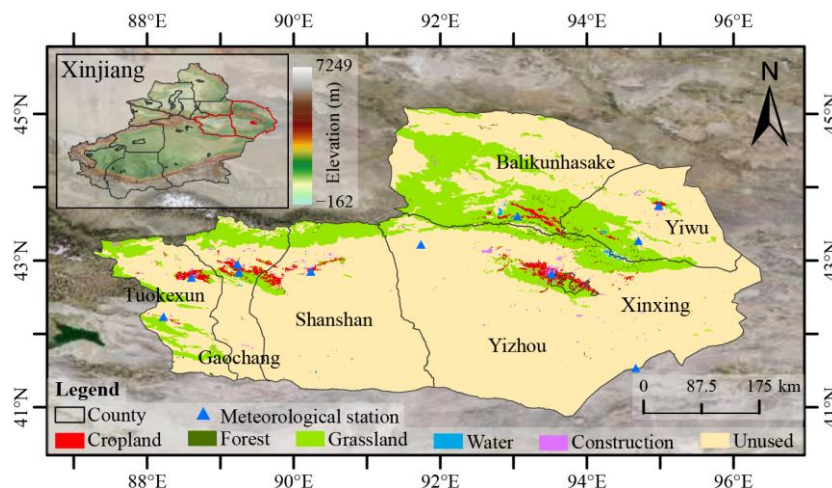 88°E 90°E 92°E 94°E 96°E
Xinjiang
7249
Elevation (m)
−162
N
45°N 45°N
43°N 43°N
41°N 41°N
Balikunhasake
Yiwu
Tuokexun
Shanshan
Xinxing
Gaochang
Yizhou
0 87.5 175 km
Legend
County Meteorological station
Cropland Forest Grassland Water Construction Unused
88°E 90°E 92°E 94°E 96°E